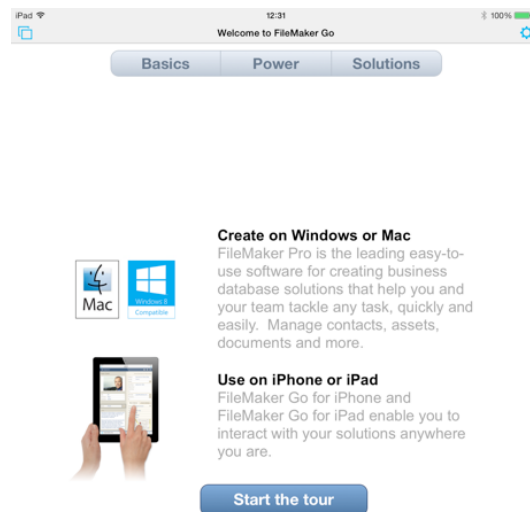 iPad 12:31 100%
Welcome to FileMaker Go
Basics Power Solutions
Create on Windows or Mac
FileMaker Pro is the leading easy-to-
use software for creating business
database solutions that help you and
your team tackle any task, quickly and
easily. Manage contacts, assets,
documents and more.
Mac
Windows 8
Compatible
Use on iPhone or iPad
FileMaker Go for iPhone and
FileMaker Go for iPad enable you to
interact with your solutions anywhere
you are.
Start the tour